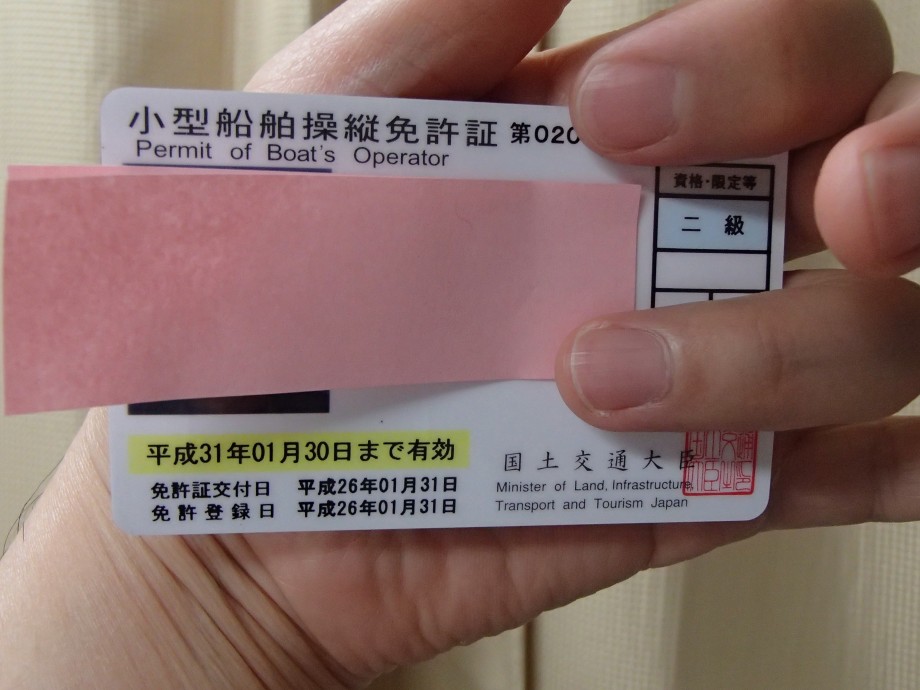 小型船舶操縦免許証 第020
Permit of Boat's Operator
資格・限定等
二級
平成31年01月30日まで有効
免許証交付日 平成26年01月31日
免許登録日 平成26年01月31日
国土交通大臣
Minister of Land, Infrastructure,
Transport and Tourism Japan